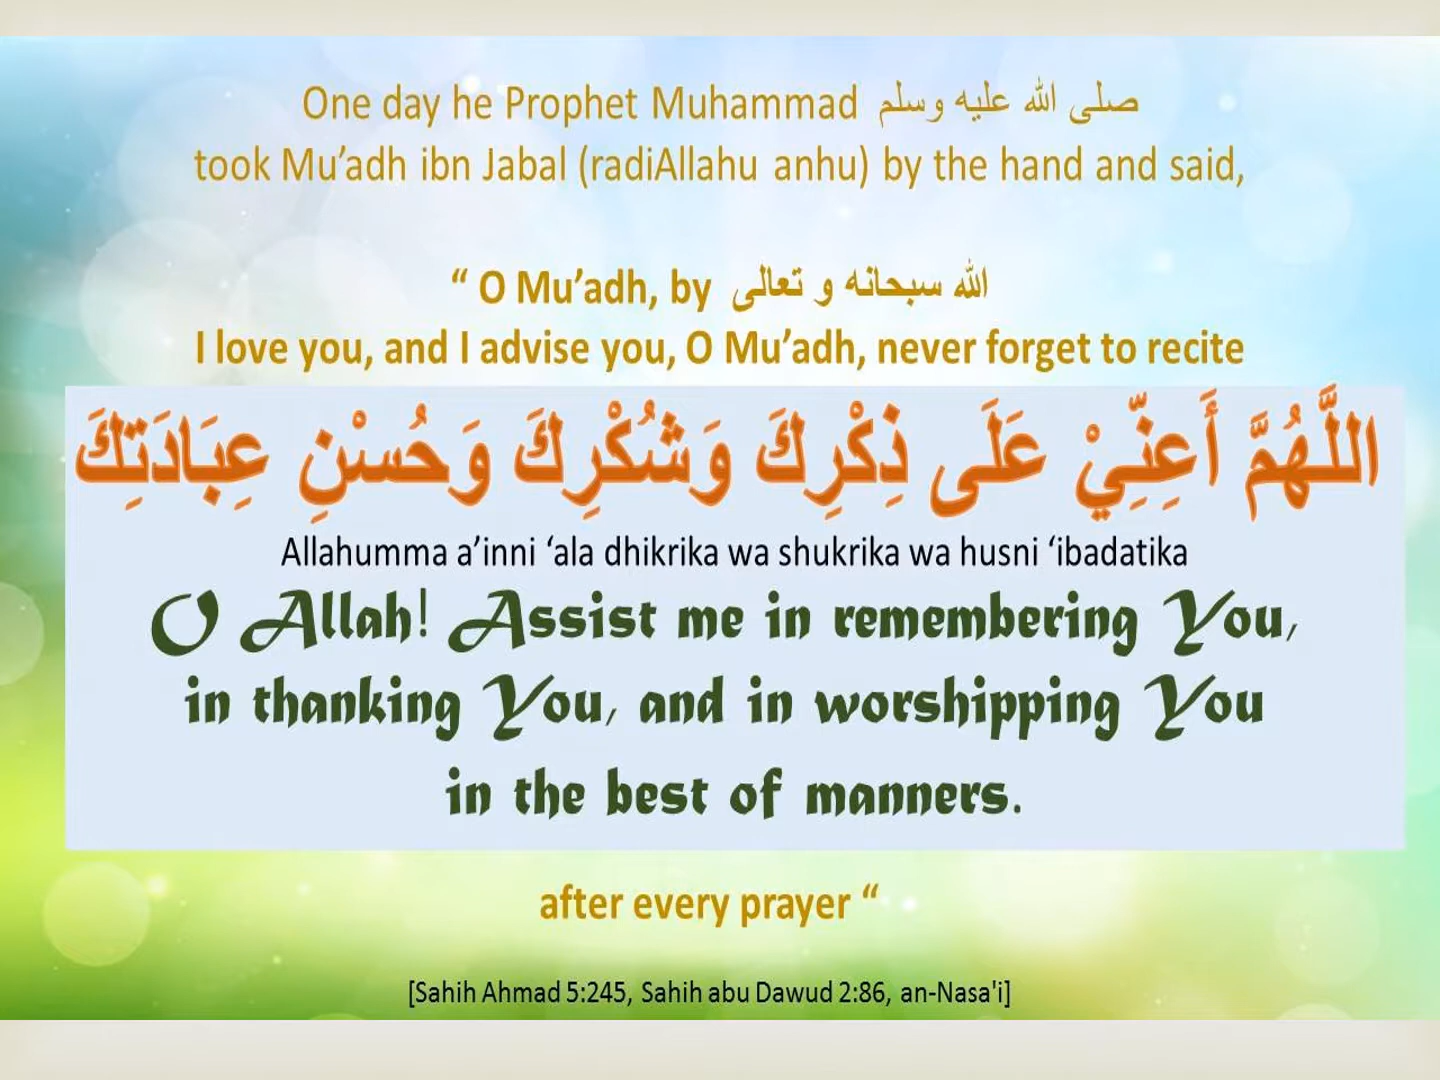 One day he Prophet Muhammad صلى الله عليه وسلم
took Mu’adh ibn Jabal (radiAllahu anhu) by the hand and said,
“ O Mu’adh, by الله سبحانه و تعالى
I love you, and I advise you, O Mu’adh, never forget to recite
اللَّهُمَّ أَعِنِّيْ عَلَى ذِكْرِكَ وَشُكْرِكَ وَحُسْنِ عِبَادَتِكَ
Allahumma a’inni ‘ala dhikrika wa shukrika wa husni ‘ibadatika
O Allah! Assist me in remembering You,
in thanking You, and in worshipping You
in the best of manners.
after every prayer “
[Sahih Ahmad 5:245, Sahih abu Dawud 2:86, an-Nasa'i]